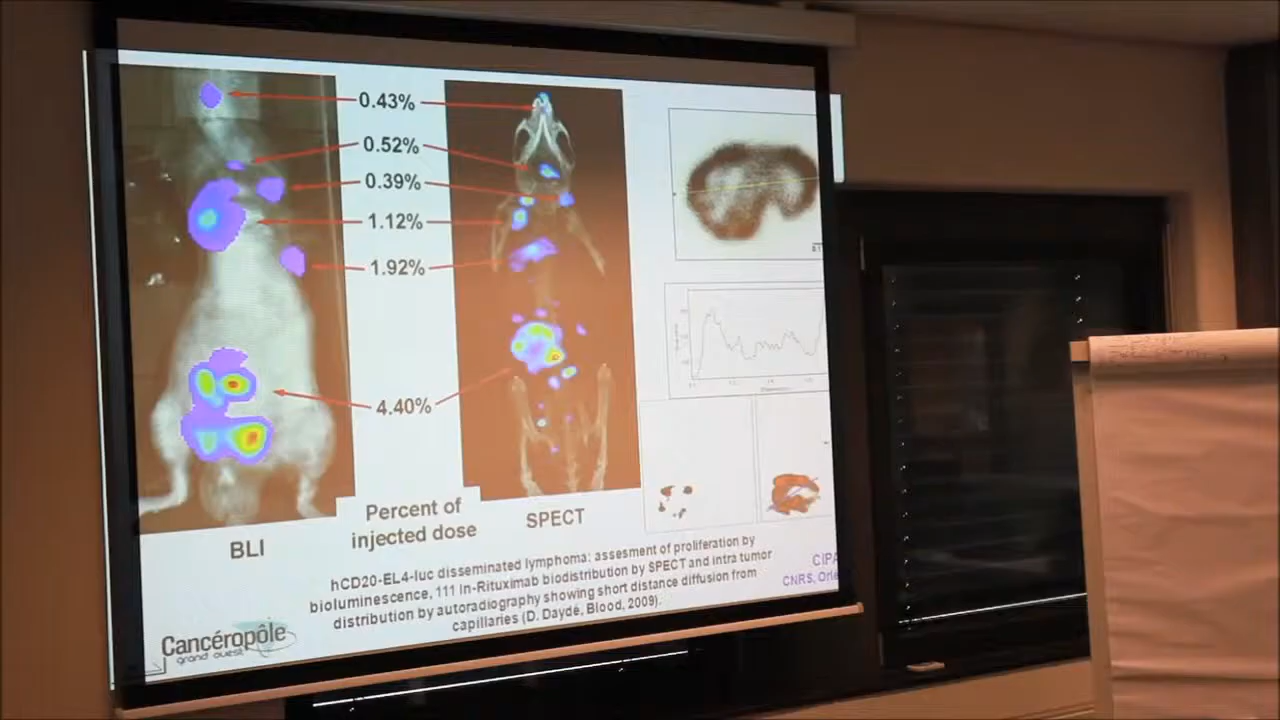 0.43%
0.52%
0.39%
1.12%
1.92%
4.40%
BLI
Percent of
injected dose
SPECT
hCD20-EL4-luc disseminated lymphoma: assesment of proliferation by
bioluminescence, 111 In-Rituximab biodistribution by SPECT and intra tumor
distribution by autoradiography showing short distance diffusion from
capillaries (D. Daydé, Blood, 2009).
CIPA
CNRS, Orle
Cancéropôle
grand ouest